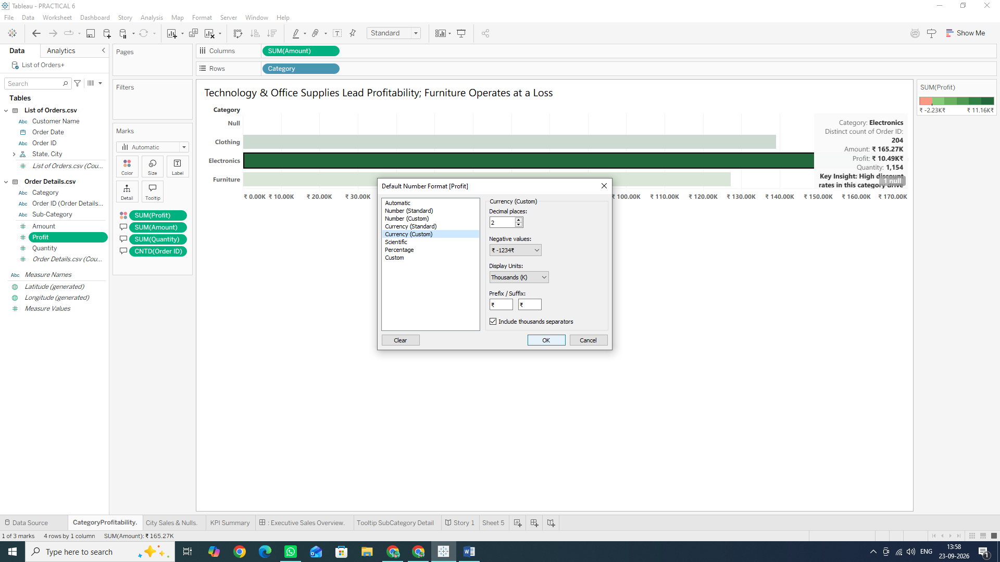 Tableau - PRACTICAL 6
File Data Worksheet Dashboard Story Analysis Map Format Server Window Help
Standard
Show Me
Data Analytics
List of Orders+
Search
Tables
List of Orders.csv
Abc Customer Name
Order Date
Abc Order ID
State, City
List of Orders.csv (Cou...
Order Details.csv
Abc Category
Abc Order ID (Order Details...
Abc Sub-Category
Amount
Profit
Quantity
Order Details.csv (Cou...
Abc Measure Names
Latitude (generated)
Longitude (generated)
Measure Values
Pages
Filters
Marks
Automatic
Color Size Label
Detail Tooltip
SUM(Profit)
SUM(Amount)
SUM(Quantity)
CNTD(Order ID)
Columns SUM(Amount)
Rows Category
Technology & Office Supplies Lead Profitability; Furniture Operates at a Loss
Category
Null
Clothing
Electronics
Furniture
₹ 0.00K ₹ 10.00K ₹ 20.00K ₹ 30.00K ₹ 100.00K ₹ 110.00K ₹ 120.00K ₹ 130.00K ₹ 140.00K ₹ 150.00K ₹ 160.00K ₹ 170.00K
Category: Electronics
Distinct count of Order ID:
204
Amount: ₹ 165.27K
Profit: ₹ 10.49K₹
Quantity: 1,154
Key Insight: High discount
rates in this category drive
1 null
SUM(Profit)
₹ -2.23K₹ ₹ 11.16K₹
Default Number Format [Profit]
Automatic
Number (Standard)
Number (Custom)
Currency (Standard)
Currency (Custom)
Scientific
Percentage
Custom
Currency (Custom)
Decimal places:
2
Negative values:
₹ -1234₹
Display Units:
Thousands (K)
Prefix / Suffix:
₹ ₹
Include thousands separators
Clear OK Cancel
Data Source CategoryProfitability. City Sales & Nulls. KPI Summary : Executive Sales Overview. Tooltip SubCategory Detail Story 1 Sheet 5
1 of 3 marks 4 rows by 1 column SUM(Amount): ₹ 165.27K
Type here to search
ENG
13:58
23-09-2026
1